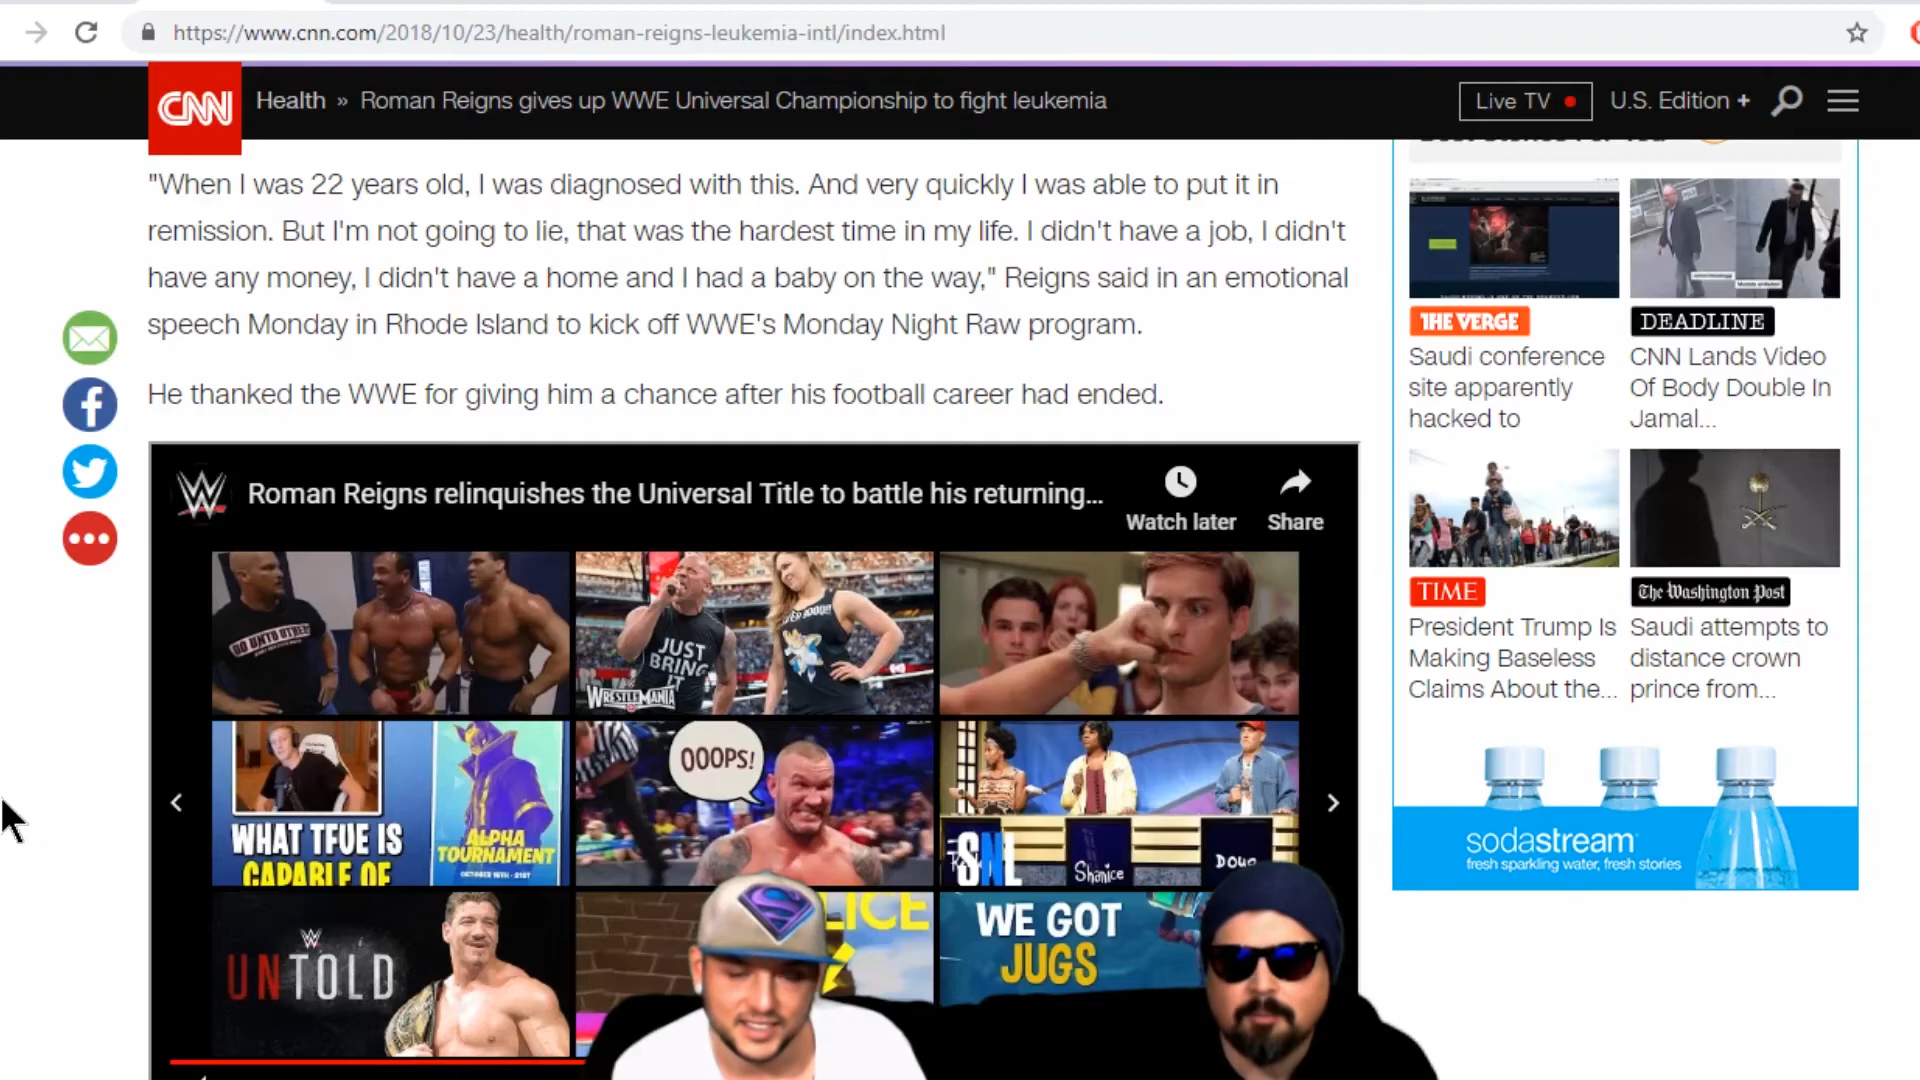 https://www.cnn.com/2018/10/23/health/roman-reigns-leukemia-intl/index.html
CNN
Health » Roman Reigns gives up WWE Universal Championship to fight leukemia
Live TV
U.S. Edition +
"When I was 22 years old, I was diagnosed with this. And very quickly I was able to put it in
remission. But I'm not going to lie, that was the hardest time in my life. I didn't have a job, I didn't
have any money, I didn't have a home and I had a baby on the way," Reigns said in an emotional
speech Monday in Rhode Island to kick off WWE's Monday Night Raw program.
He thanked the WWE for giving him a chance after his football career had ended.
Roman Reigns relinquishes the Universal Title to battle his returning...
Watch later
Share
DO UNTO OTHERS
JUST
BRING
IT
WRESTLEMANIA
WHAT TFUE IS
CAPABLE OF
ALPHA
TOURNAMENT
OOOPS!
SNL
Shanice
Doug
W
UNTOLD
LICE
WE GOT
JUGS
THE VERGE
Saudi conference
site apparently
hacked to
DEADLINE
CNN Lands Video
Of Body Double In
Jamal...
TIME
President Trump Is
Making Baseless
Claims About the...
The Washington Post
Saudi attempts to
distance crown
prince from...
sodastream
fresh sparkling water, fresh stories